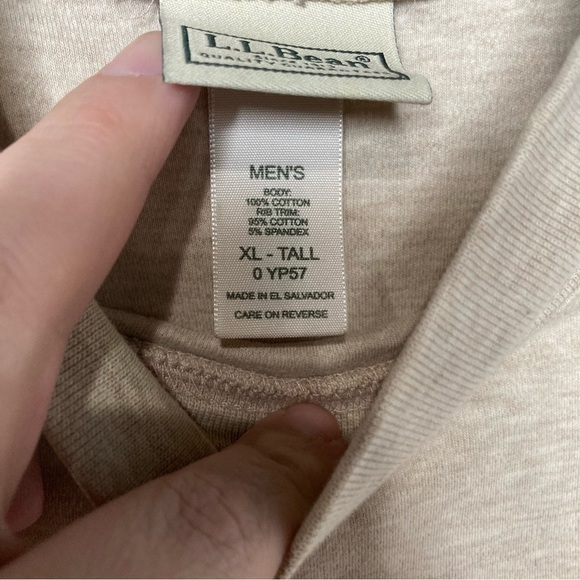 L.L.Bean®
MEN'S
BODY:
100% COTTON
RIB TRIM:
95% COTTON
5% SPANDEX
XL - TALL
0 YP57
MADE IN EL SALVADOR
CARE ON REVERSE